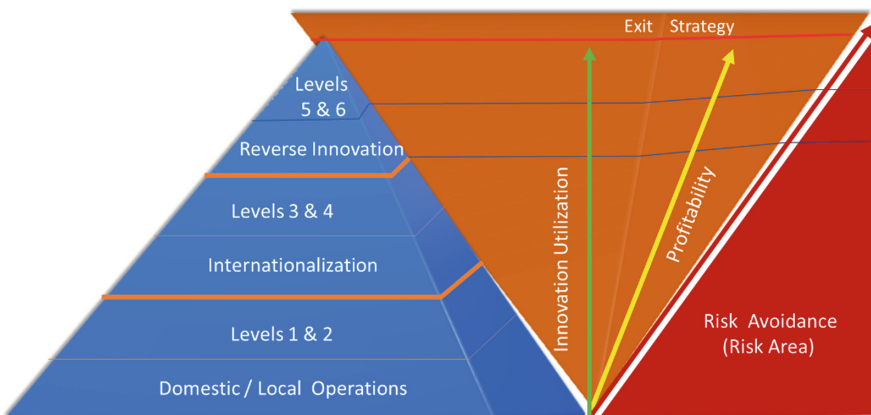 Exit Strategy
Levels
5 & 6
Reverse Innovation
Levels 3 & 4
Internationalization
Levels 1 & 2
Domestic / Local Operations
Innovation Utilization
Profitability
Risk Avoidance
(Risk Area)